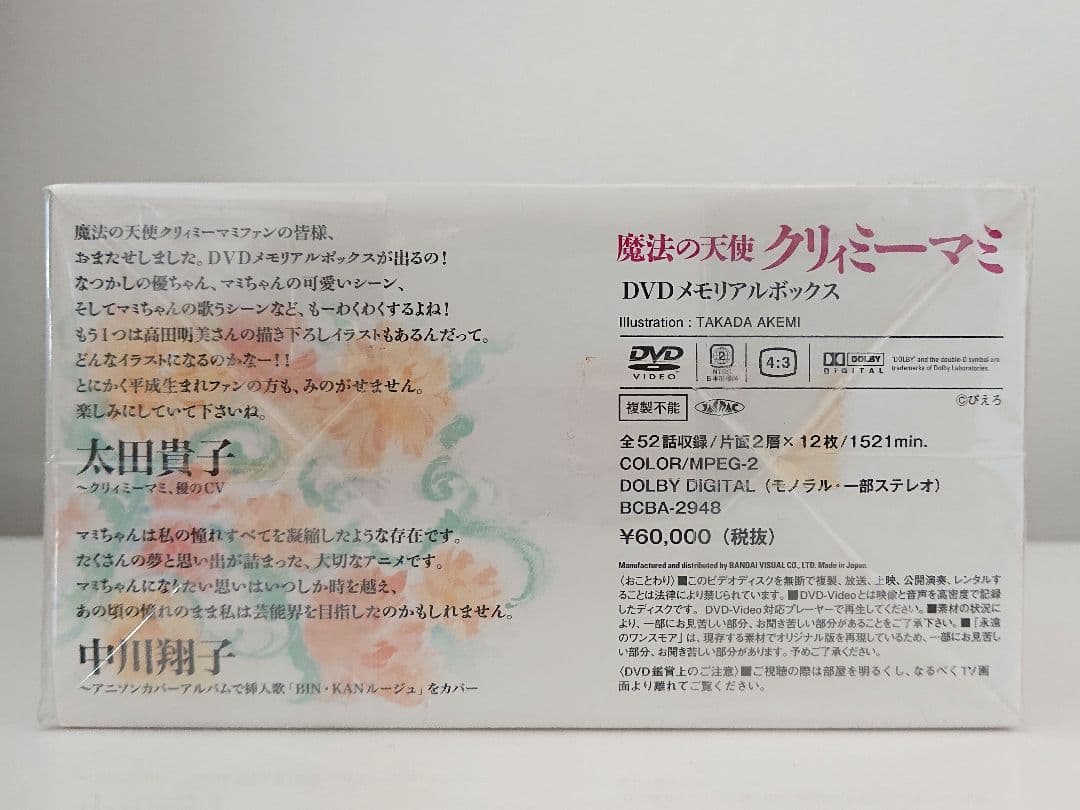 魔法の天使クリィミーマミファンの皆様、
おまたせしました。DVDメモリアルボックスが出るの!
なつかしの優ちゃん、マミちゃんの可愛いシーン、
そしてマミちゃんの歌うシーンなど、もーわくわくするよね!
もう1つは高田明美さんの描き下ろしイラストもあるんだって。
どんなイラストになるのかなー!!
とにかく平成生まれファンの方も、みのがせません。
楽しみにしていて下さいね。
太田貴子
~クリィミーマミ、優のCV
マミちゃんは私の憧れすべてを凝縮したような存在です。
たくさんの夢と思い出が詰まった、大切なアニメです。
マミちゃんになりたい思いはいつしか時を越え、
あの頃の憧れのまま私は芸能界を目指したのかもしれません。
中川翔子
~アニソンカバーアルバムで挿入歌「BIN・KANルージュ」をカバー
魔法の天使 クリィミーマミ
DVDメモリアルボックス
Illustration : TAKADA AKEMI
DVD VIDEO
2
NTSC
日本市場向
4:3
DOLBY DIGITAL
"DOLBY" and the double-D symbol are
trademarks of Dolby Laboratories.
複製不能
JASRAC
©ぴえろ
全52話収録/片面2層×12枚/1521min.
COLOR/MPEG-2
DOLBY DIGITAL(モノラル・一部ステレオ)
BCBA-2948
¥60,000(税抜)
Manufactured and distributed by BANDAI VISUAL CO., LTD. Made in Japan.
〈おことわり〉■このビデオディスクを無断で複製、放送、上映、公開演奏、レンタルす
ることは法律により禁じられています。■DVD-Videoとは映像と音声を高密度で記録
したディスクです。DVD-Video対応プレーヤーで再生してください。■素材の状況に
より、一部にお見苦しい部分、お聞き苦しい部分があることをご了承下さい。■「永遠
のワンスモア」は、現存する素材でオリジナル版を再現しているため、一部にお見苦し
い部分、お聞き苦しい部分があります。予めご了承ください。
〈DVD鑑賞上のご注意〉■ご視聴の際は部屋を明るくし、なるべくTV画
面より離れてご覧ください。